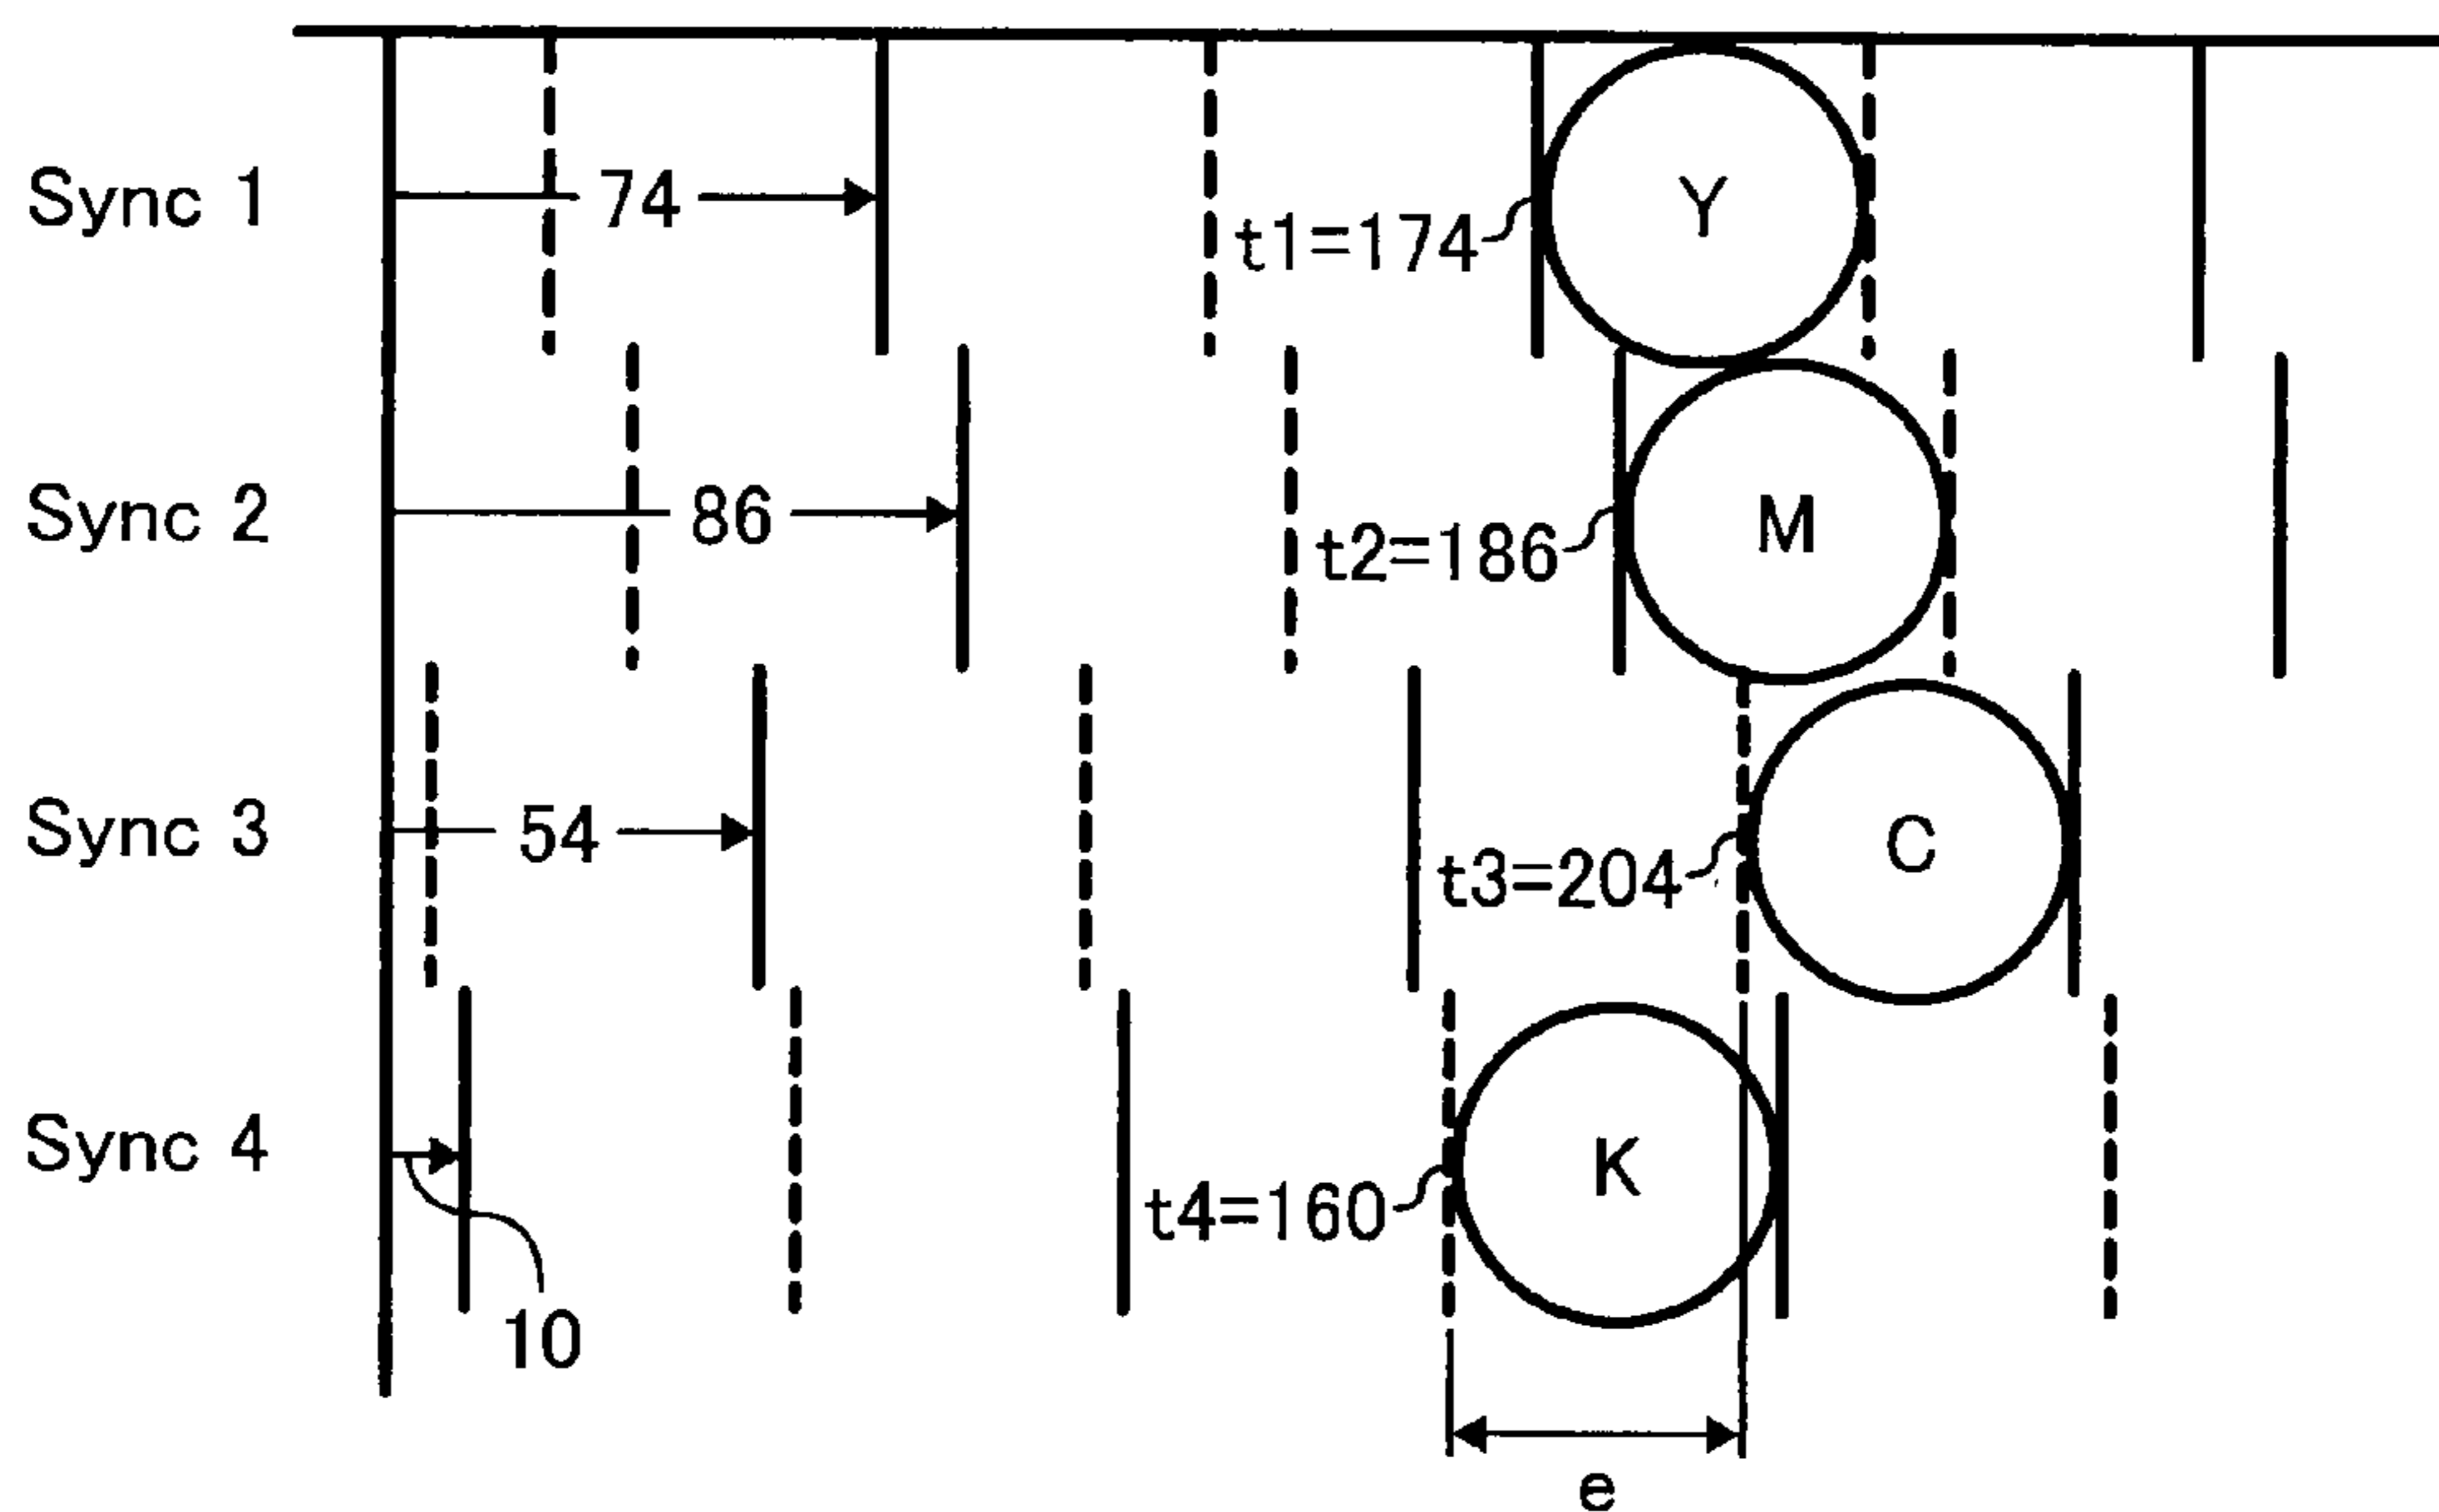 Sync 1
74
t1=174
Y
Sync 2
86
t2=186
M
Sync 3
54
t3=204
C
Sync 4
10
t4=160
K
e